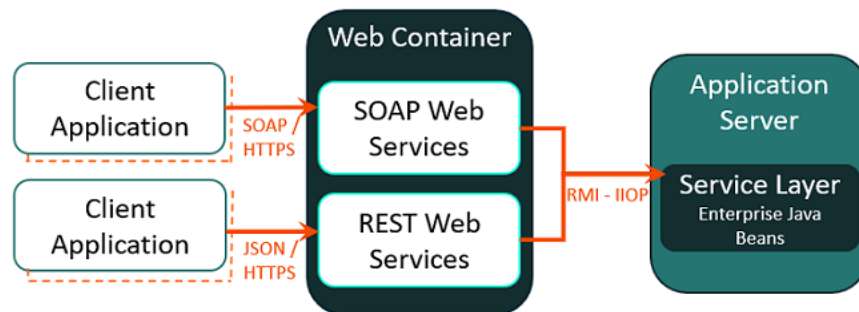 Web Container
Client
Application
SOAP /
HTTPS
SOAP Web
Services
Client
Application
JSON /
HTTPS
REST Web
Services
RMI - IIOP
Application
Server
Service Layer
Enterprise Java
Beans